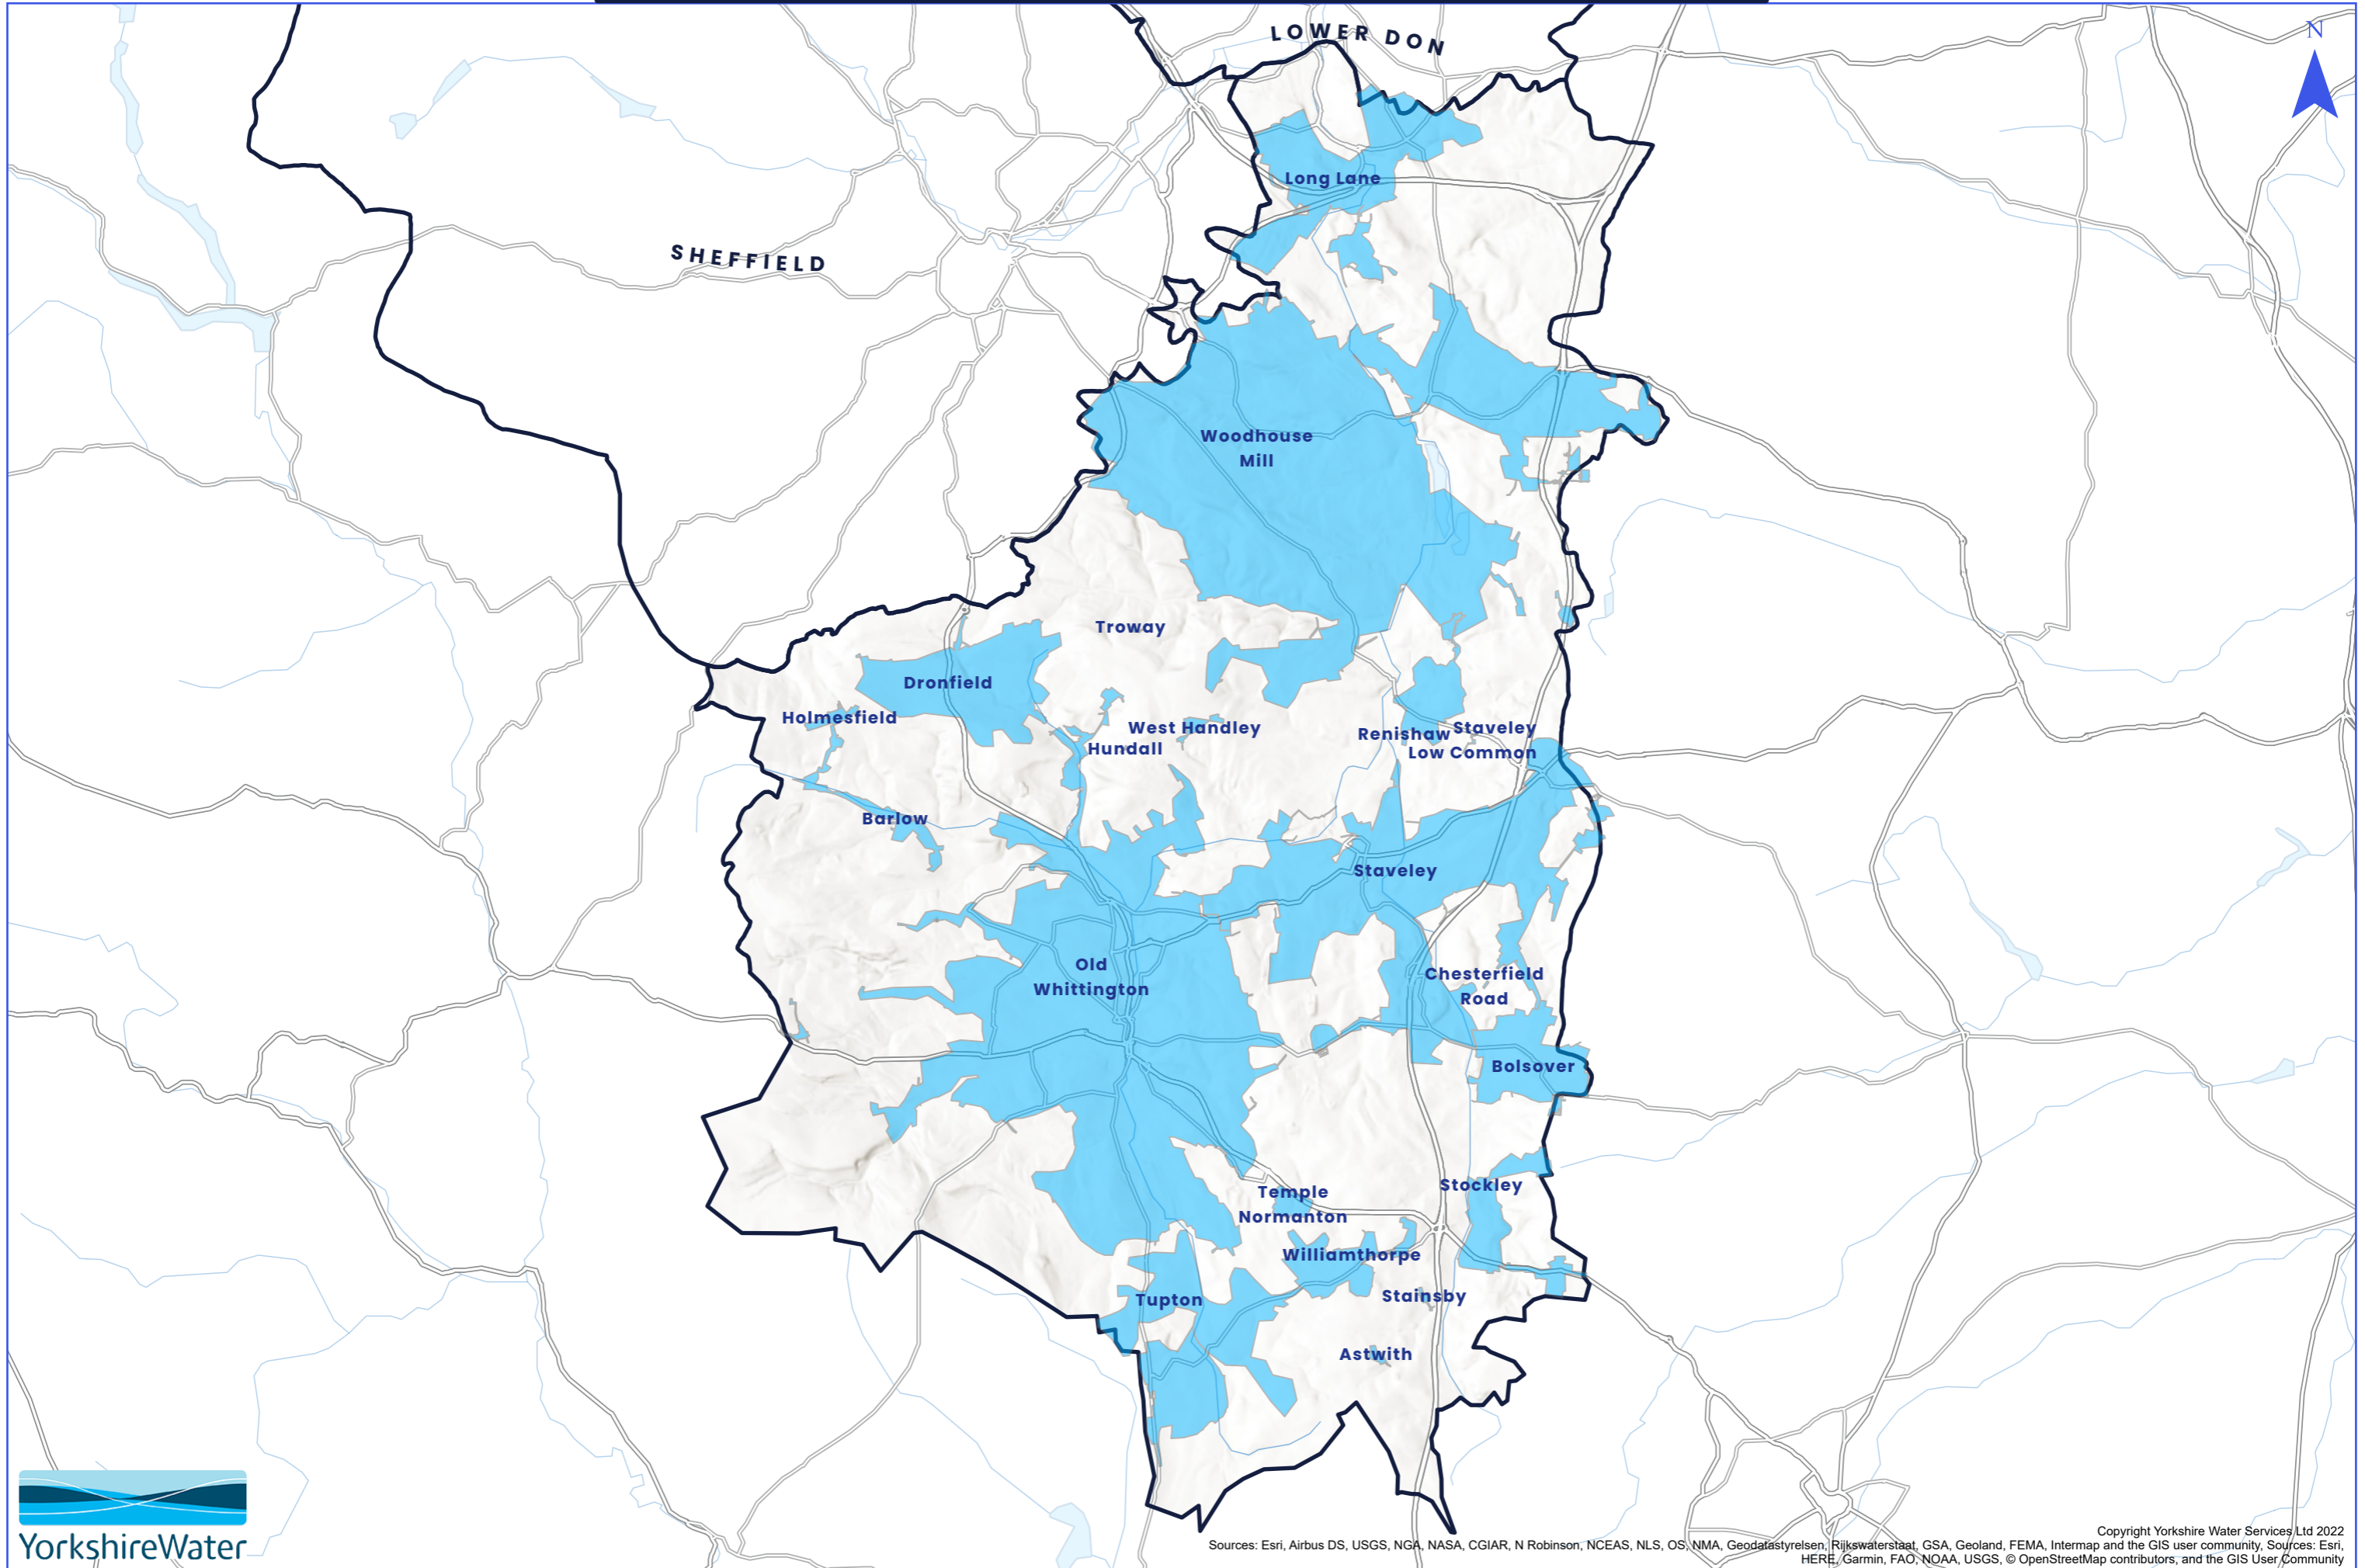 LOWER DON
N
Long Lane
SHEFFIELD
Woodhouse
Mill
Troway
Dronfield
Holmesfield
West Handley
Hundall
Renishaw
Staveley
Low Common
Barlow
Staveley
Old
Whittington
Chesterfield
Road
Bolsover
Temple
Normanton
Stockley
Williamthorpe
Tupton
Stainsby
Astwith
YorkshireWater
Copyright Yorkshire Water Services Ltd 2022
Sources: Esri, Airbus DS, USGS, NGA, NASA, CGIAR, N Robinson, NCEAS, NLS, OS, NMA, Geodatastyrelsen, Rijkswaterstaat, GSA, Geoland, FEMA, Intermap and the GIS user community, Sources: Esri,
HERE, Garmin, FAO, NOAA, USGS, © OpenStreetMap contributors, and the GIS User Community